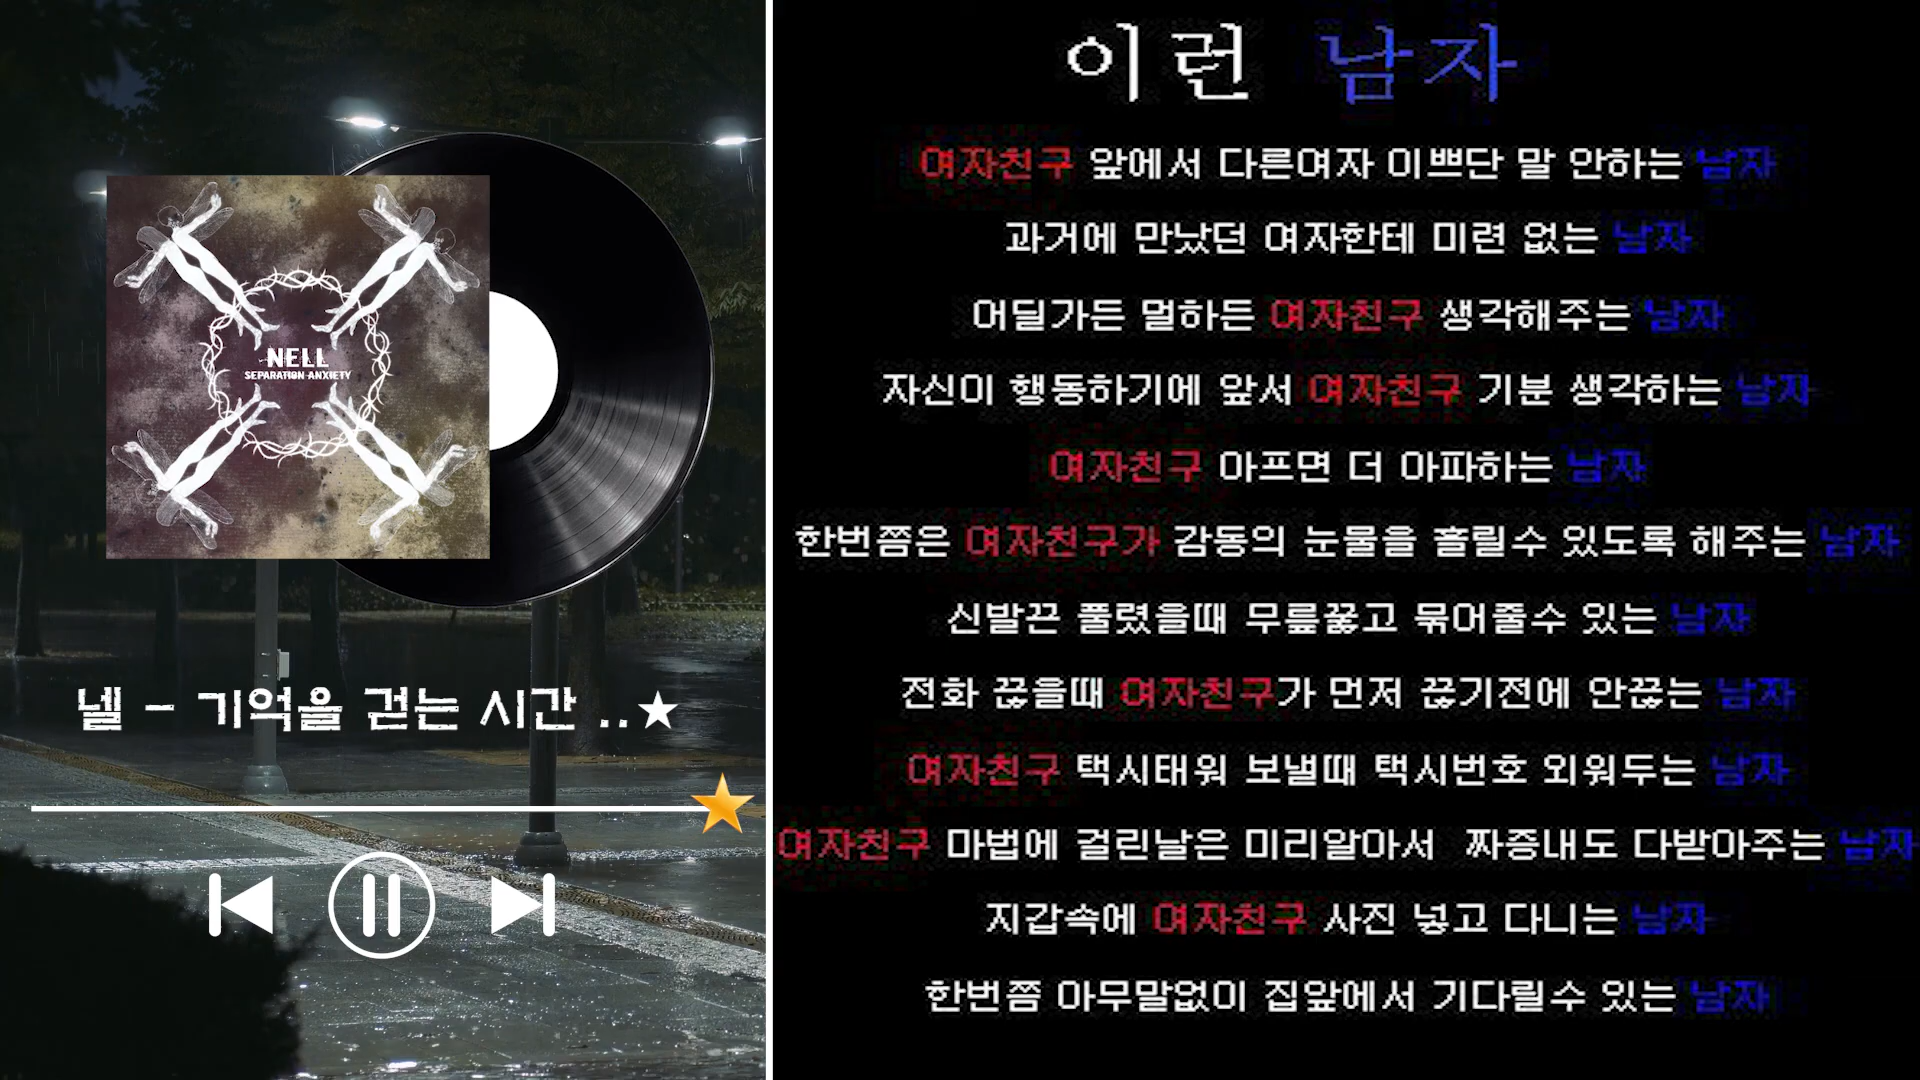 NELL
SEPARATION ANXIETY
넬 - 기억을 걷는 시간 ..★
이런 남자
여자친구 앞에서 다른여자 이쁘단 말 안하는 남자
과거에 만났던 여자한테 미련 없는 남자
어딜가든 멀하든 여자친구 생각해주는 남자
자신이 행동하기에 앞서 여자친구 기분 생각하는 남자
여자친구 아프면 더 아파하는 남자
한번쯤은 여자친구가 감동의 눈물을 흘릴수 있도록 해주는 남자
신발끈 풀렸을때 무릎꿇고 묶어줄수 있는 남자
전화 끊을때 여자친구가 먼저 끊기전에 안끊는 남자
여자친구 택시태워 보낼때 택시번호 외워두는 남자
여자친구 마법에 걸린날은 미리알아서 짜증내도 다받아주는 남자
지갑속에 여자친구 사진 넣고 다니는 남자
한번쯤 아무말없이 집앞에서 기다릴수 있는 남자